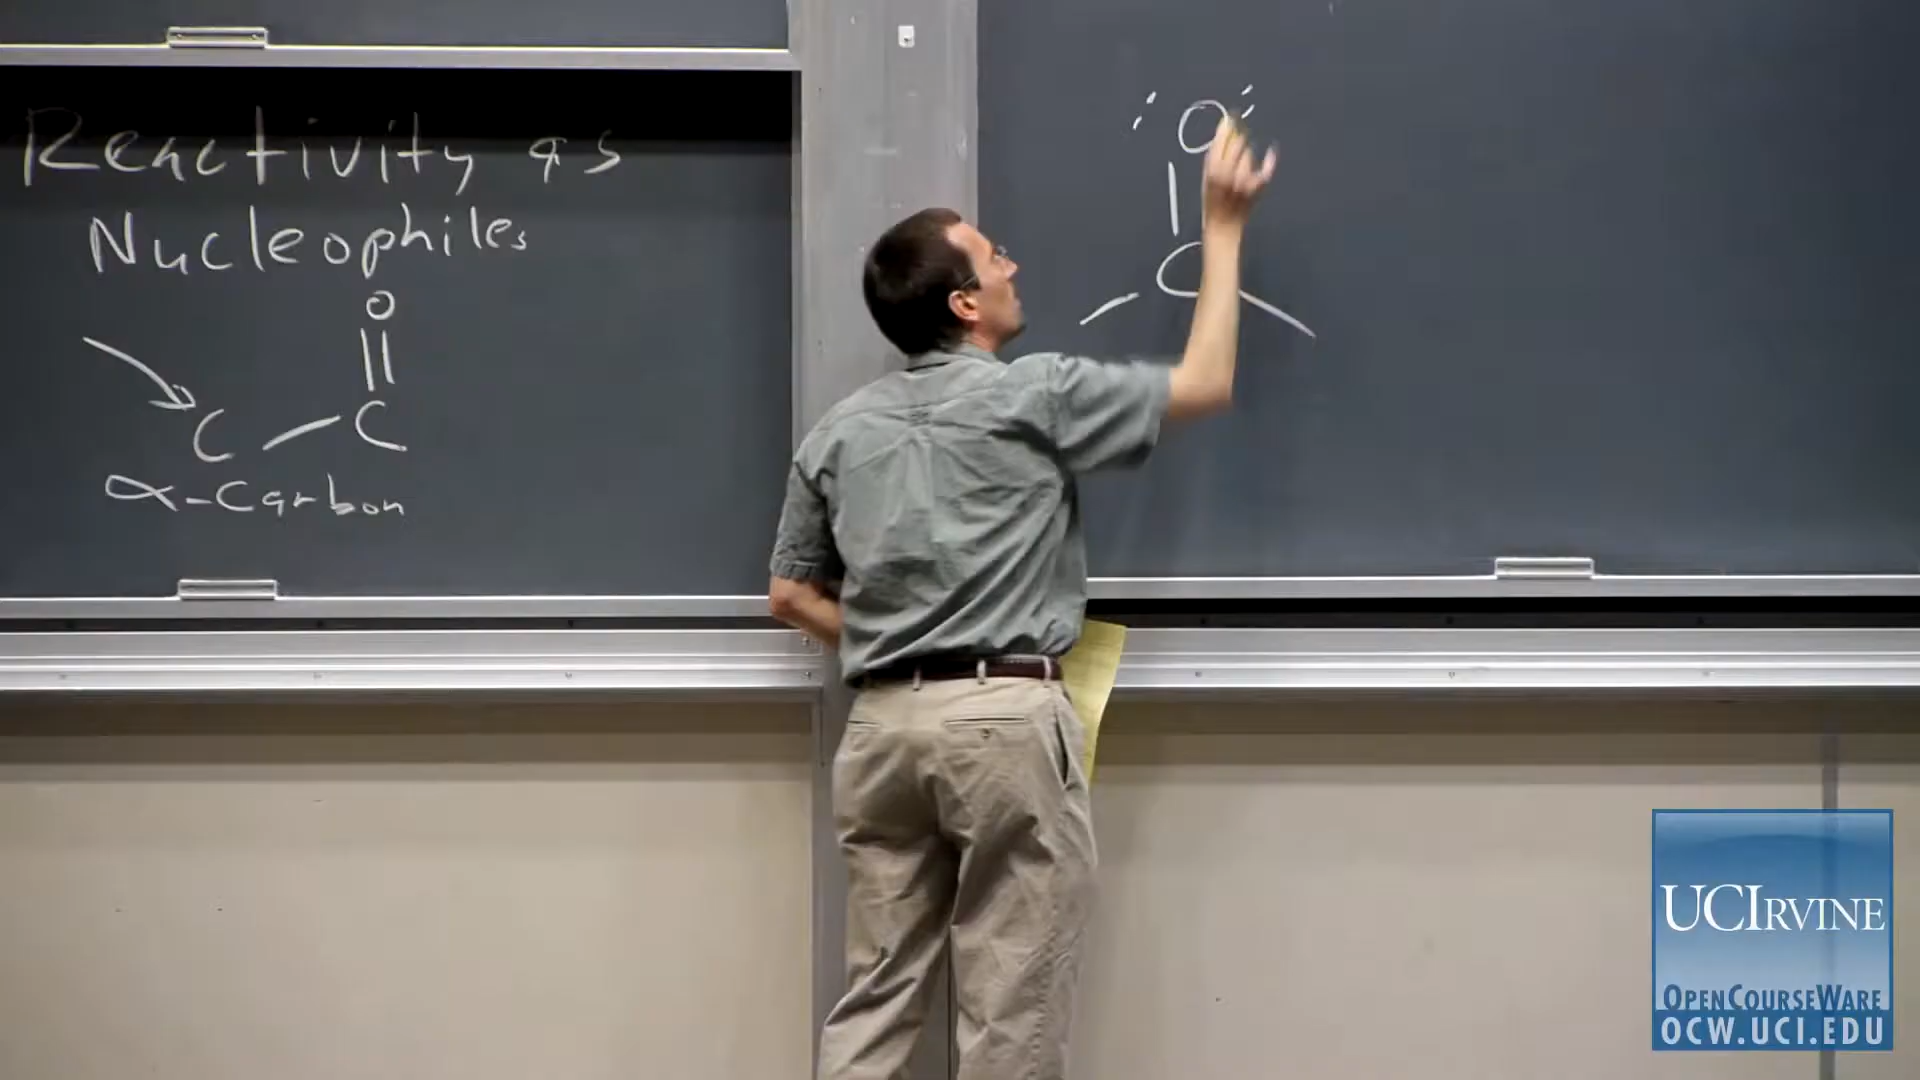 Reactivity as
Nucleophiles
O
C - C
α-Carbon
O
C
UCIRVINE
OPENCOURSEWARE
OCW.UCI.EDU